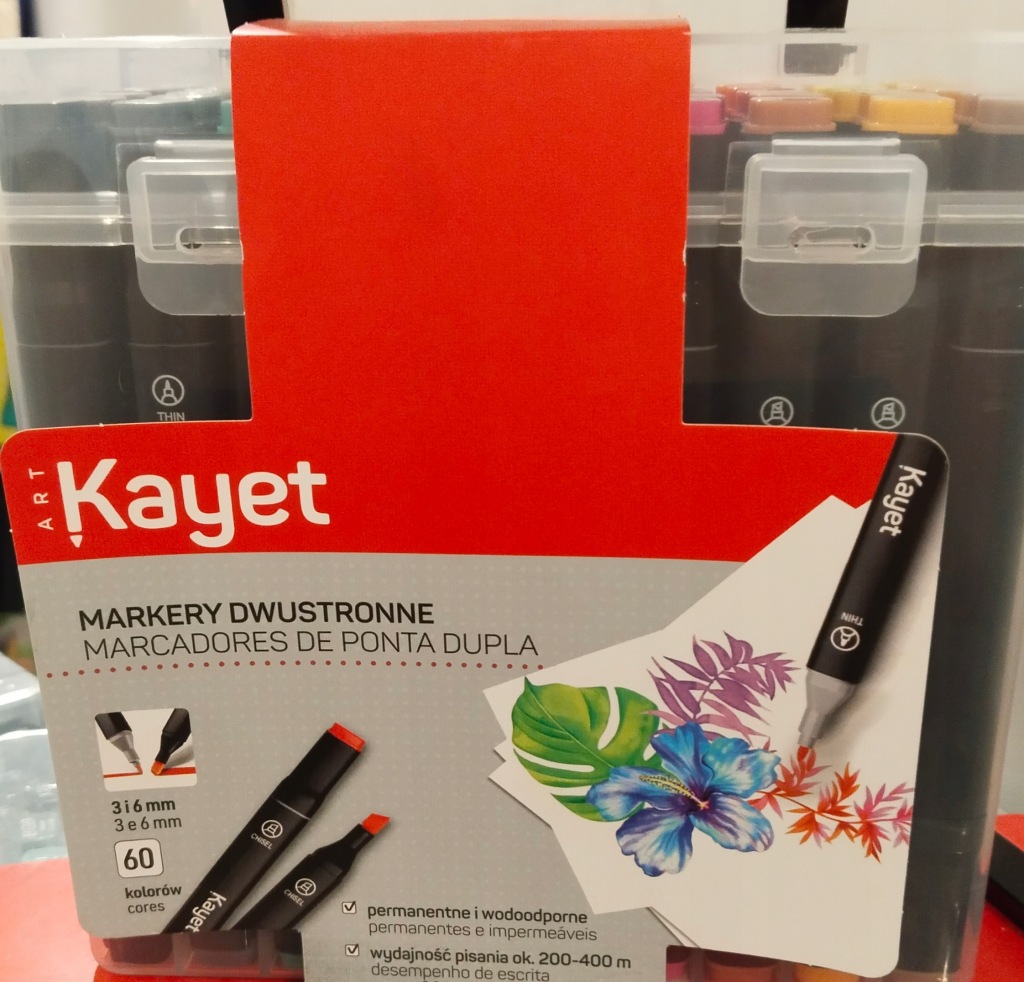 THIN
ART
Kayet
Kayet
THIN
MARKERY DWUSTRONNE
MARCADORES DE PONTA DUPLA
3 i 6 mm
3 e 6 mm
60
kolorów
cores
CHISEL
CHISEL
Kayet
permanentne i wodoodporne
permanentes e impermeáveis
wydajność pisania ok. 200-400 m
desempenho de escrita